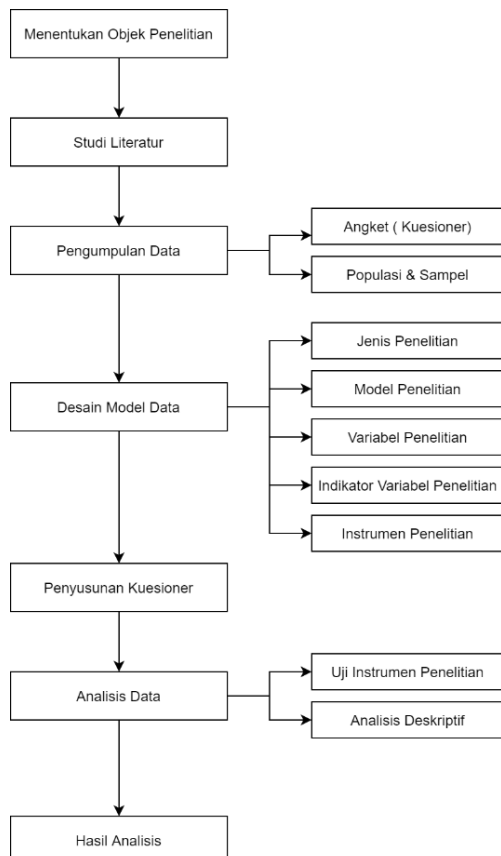 Menentukan Objek Penelitian
Studi Literatur
Pengumpulan Data
Angket ( Kuesioner)
Populasi & Sampel
Desain Model Data
Jenis Penelitian
Model Penelitian
Variabel Penelitian
Indikator Variabel Penelitian
Instrumen Penelitian
Penyusunan Kuesioner
Analisis Data
Uji Instrumen Penelitian
Analisis Deskriptif
Hasil Analisis